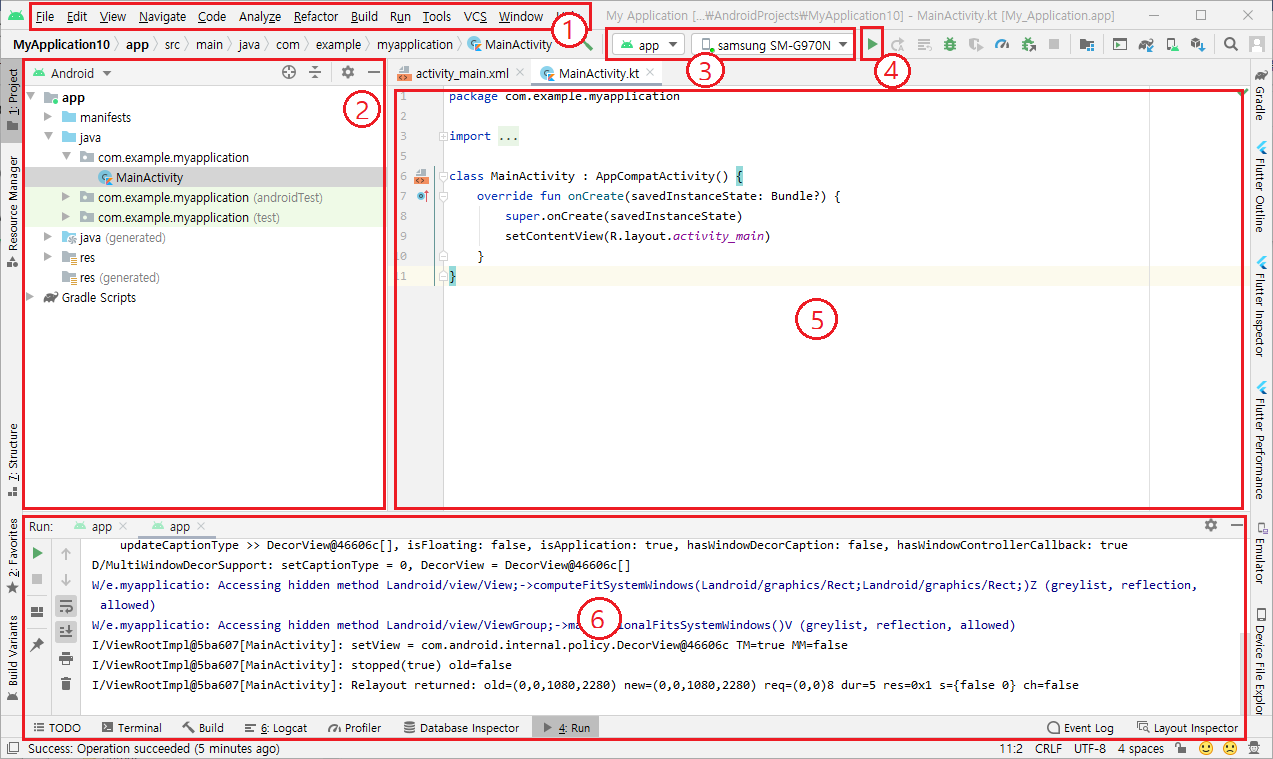 File Edit View Navigate Code Analyze Refactor Build Run Tools VCS Window
My Application [...₩AndroidProjects₩MyApplication10] - MainActivity.kt [My_Application.app]
①
MyApplication10 app src main java com example myapplication MainActivity
app samsung SM-G970N
③ ④
1: Project
Resource Manager
7: Structure
2: Favorites
Build Variants
Android
②
app
manifests
java
com.example.myapplication
MainActivity
com.example.myapplication (androidTest)
com.example.myapplication (test)
java (generated)
res
res (generated)
Gradle Scripts
activity_main.xml MainActivity.kt
1 package com.example.myapplication
2
3 import ...
5
6 class MainActivity : AppCompatActivity() {
7 override fun onCreate(savedInstanceState: Bundle?) {
8 super.onCreate(savedInstanceState)
9 setContentView(R.layout.activity_main)
10 }
11 }
⑤
Gradle
Flutter Outline
Flutter Inspector
Flutter Performance
Emulator
Device File Explor
Run: app app
updateCaptionType >> DecorView@46606c[], isFloating: false, isApplication: true, hasWindowDecorCaption: false, hasWindowControllerCallback: true
D/MultiWindowDecorSupport: setCaptionType = 0, DecorView = DecorView@46606c[]
W/e.myapplicatio: Accessing hidden method Landroid/view/View;->computeFitSystemWindows(Landroid/graphics/Rect;Landroid/graphics/Rect;)Z (greylist, reflection,
allowed)
W/e.myapplicatio: Accessing hidden method Landroid/view/ViewGroup;->ma ⑥ ionalFitsSystemWindows()V (greylist, reflection, allowed)
I/ViewRootImpl@5ba607[MainActivity]: setView = com.android.internal.policy.DecorView@46606c TM=true MM=false
I/ViewRootImpl@5ba607[MainActivity]: stopped(true) old=false
I/ViewRootImpl@5ba607[MainActivity]: Relayout returned: old=(0,0,1080,2280) new=(0,0,1080,2280) req=(0,0)8 dur=5 res=0x1 s={false 0} ch=false
TODO Terminal Build 6: Logcat Profiler Database Inspector 4: Run Event Log Layout Inspector
Success: Operation succeeded (5 minutes ago) 11:2 CRLF UTF-8 4 spaces